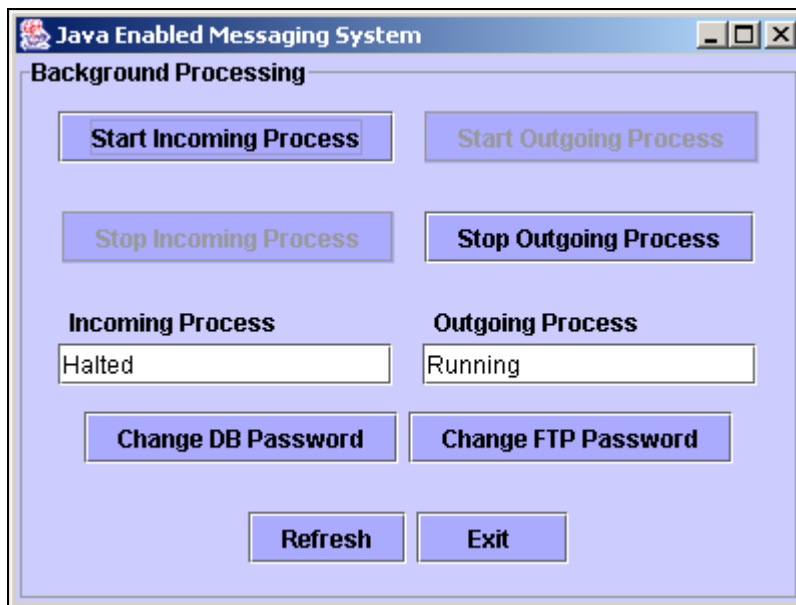 Java Enabled Messaging System
Background Processing
Start Incoming Process Start Outgoing Process
Stop Incoming Process Stop Outgoing Process
Incoming Process Outgoing Process
Halted Running
Change DB Password Change FTP Password
Refresh Exit